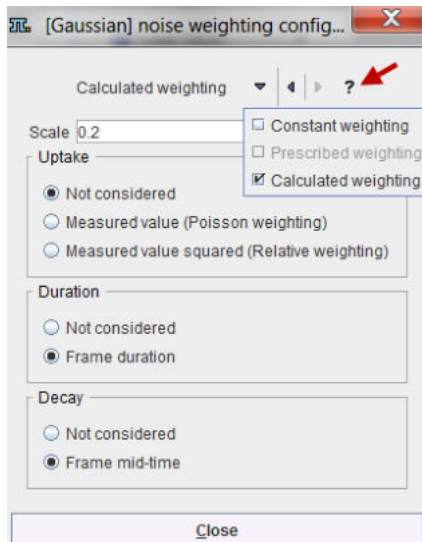 [Gaussian] noise weighting config...
Calculated weighting
?
Constant weighting
Prescribed weighting
Calculated weighting
Scale 0.2
Uptake
Not considered
Measured value (Poisson weighting)
Measured value squared (Relative weighting)
Duration
Not considered
Frame duration
Decay
Not considered
Frame mid-time
Close